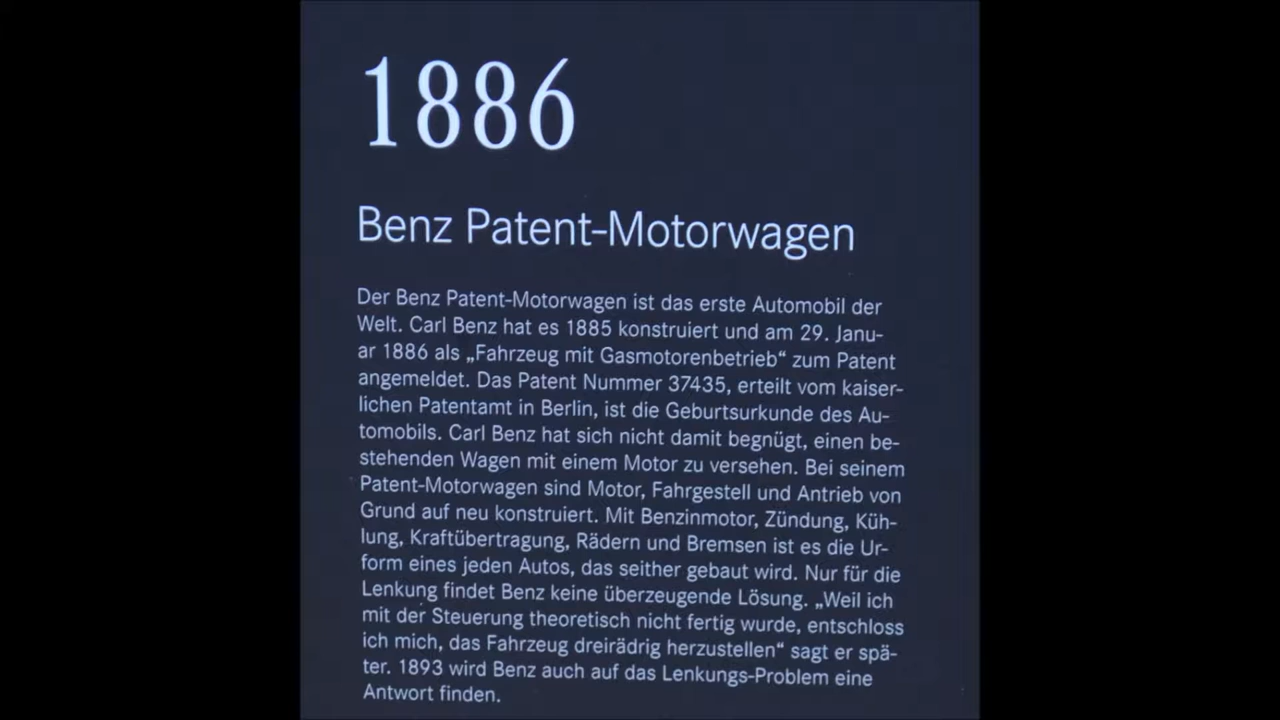 1886
Benz Patent-Motorwagen
Der Benz Patent-Motorwagen ist das erste Automobil der
Welt. Carl Benz hat es 1885 konstruiert und am 29. Janu-
ar 1886 als „Fahrzeug mit Gasmotorenbetrieb“ zum Patent
angemeldet. Das Patent Nummer 37435, erteilt vom kaiser-
lichen Patentamt in Berlin, ist die Geburtsurkunde des Au-
tomobils. Carl Benz hat sich nicht damit begnügt, einen be-
stehenden Wagen mit einem Motor zu versehen. Bei seinem
Patent-Motorwagen sind Motor, Fahrgestell und Antrieb von
Grund auf neu konstruiert. Mit Benzinmotor, Zündung, Küh-
lung, Kraftübertragung, Rädern und Bremsen ist es die Ur-
form eines jeden Autos, das seither gebaut wird. Nur für die
Lenkung findet Benz keine überzeugende Lösung. „Weil ich
mit der Steuerung theoretisch nicht fertig wurde, entschloss
ich mich, das Fahrzeug dreirädrig herzustellen“ sagt er spä-
ter. 1893 wird Benz auch auf das Lenkungs-Problem eine
Antwort finden.